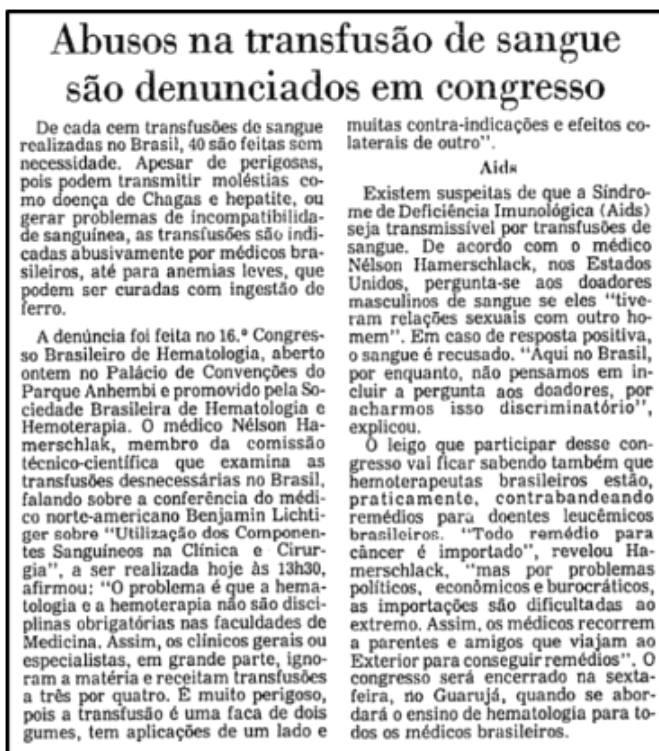 Abusos na transfusão de sangue
são denunciados em congresso
De cada cem transfusões de sangue
realizadas no Brasil, 40 são feitas sem
necessidade. Apesar de perigosas,
pois podem transmitir moléstias co-
mo doença de Chagas e hepatite, ou
gerar problemas de incompatibilida-
de sanguínea, as transfusões são indi-
cadas abusivamente por médicos bra-
sileiros, até para anemias leves, que
podem ser curadas com ingestão de
ferro.
A denúncia foi feita no 16.º Congres-
so Brasileiro de Hematologia, aberto
ontem no Palácio de Convenções do
Parque Anhembi e promovido pela So-
ciedade Brasileira de Hematologia e
Hemoterapia. O médico Nélson Ha-
merschlak, membro da comissão
técnico-científica que examina as
transfusões desnecessárias no Brasil,
falando sobre a conferência do médi-
co norte-americano Benjamin Lichti-
ger sobre "Utilização dos Componen-
tes Sanguíneos na Clínica e Cirur-
gia", a ser realizada hoje às 13h30,
afirmou: "O problema é que a hema-
tologia e a hemoterapia não são disci-
plinas obrigatórias nas faculdades de
Medicina. Assim, os clínicos gerais ou
especialistas, em grande parte, igno-
ram a matéria e receitam transfusões
a três por quatro. É muito perigoso,
pois a transfusão é uma faca de dois
gumes, tem aplicações de um lado e
muitas contra-indicações e efeitos co-
laterais de outro".
Aids
Existem suspeitas de que a Síndro-
me de Deficiência Imunológica (Aids)
seja transmissível por transfusões de
sangue. De acordo com o médico
Nélson Hamerschlack, nos Estados
Unidos, pergunta-se aos doadores
masculinos de sangue se eles "tive-
ram relações sexuais com outro ho-
mem". Em caso de resposta positiva,
o sangue é recusado. "Aqui no Brasil,
por enquanto, não pensamos em in-
cluir a pergunta aos doadores, por
acharmos isso discriminatório",
explicou.
O leigo que participar desse con-
gresso vai ficar sabendo também que
hemoterapeutas brasileiros estão,
praticamente, contrabandeando
remédios para doentes leucêmicos
brasileiros. "Todo remédio para
câncer é importado", revelou Ha-
merschlack, "mas por problemas
políticos, econômicos e burocráticos,
as importações são dificultadas ao
extremo. Assim, os médicos recorrem
a parentes e amigos que viajam ao
Exterior para conseguir remédios". O
congresso será encerrado na sexta-
feira, no Guarujá, quando se abor-
dará o ensino de hematologia para to-
dos os médicos brasileiros.